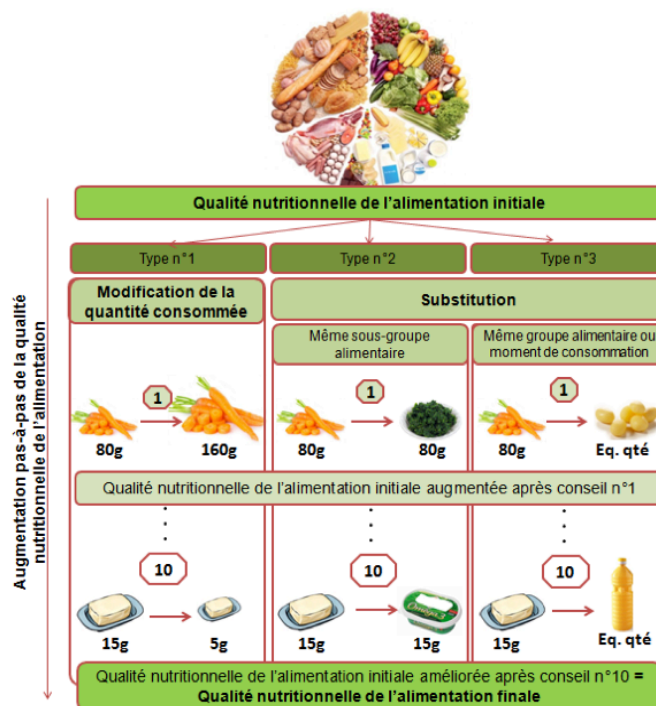 Qualité nutritionnelle de l'alimentation initiale
Augmentation pas-à-pas de la qualité
nutritionnelle de l'alimentation
Type n°1
Type n°2
Type n°3
Modification de la
quantité consommée
Substitution
Même sous-groupe
alimentaire
Même groupe alimentaire ou
moment de consommation
1
80g
160g
1
80g
80g
1
80g
Eq. qté
Qualité nutritionnelle de l'alimentation initiale augmentée après conseil n°1
10
15g
5g
10
Oméga 3
15g
15g
10
15g
Eq. qté
Qualité nutritionnelle de l'alimentation initiale améliorée après conseil n°10 =
Qualité nutritionnelle de l'alimentation finale